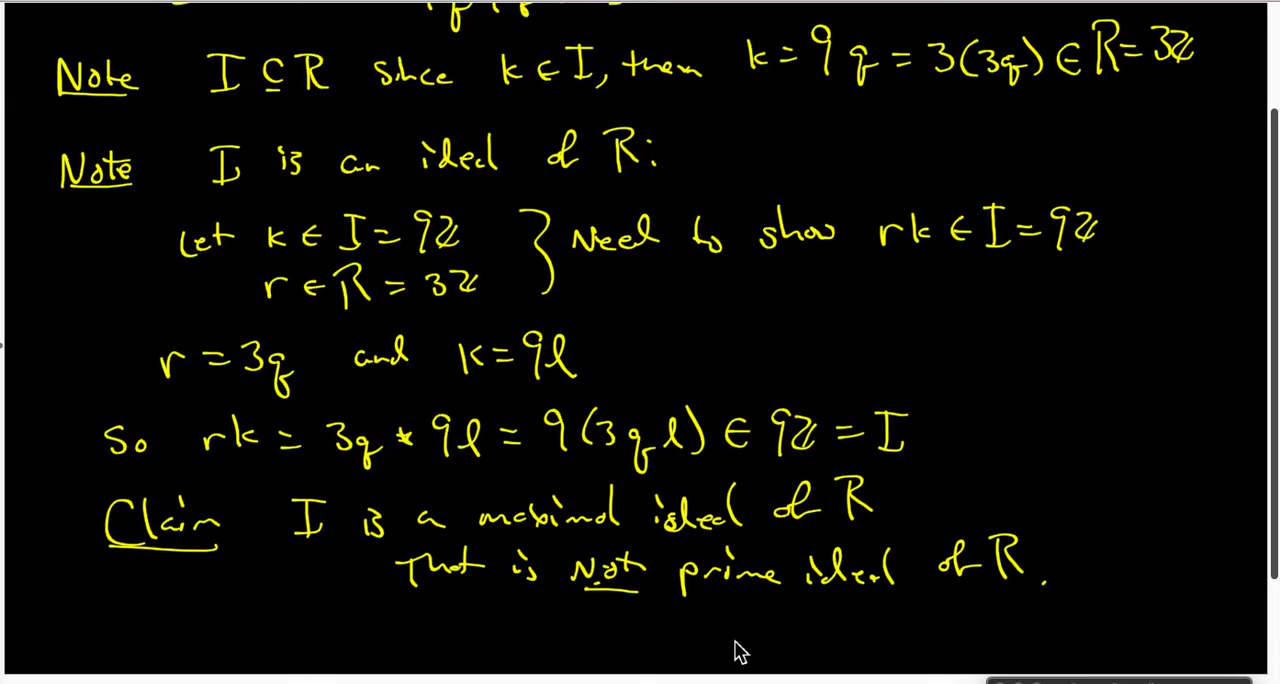 Note I ⊆ R since k ∈ I, then k = 9q = 3(3q) ∈ R = 3ℤ
Note I is an ideal of R:
Let k ∈ I = 9ℤ } Need to show rk ∈ I = 9ℤ
r ∈ R = 3ℤ
r = 3q and k = 9l
So rk = 3q * 9l = 9(3ql) ∈ 9ℤ = I
Claim I is a maximal ideal of R
That is Not prime ideal of R.